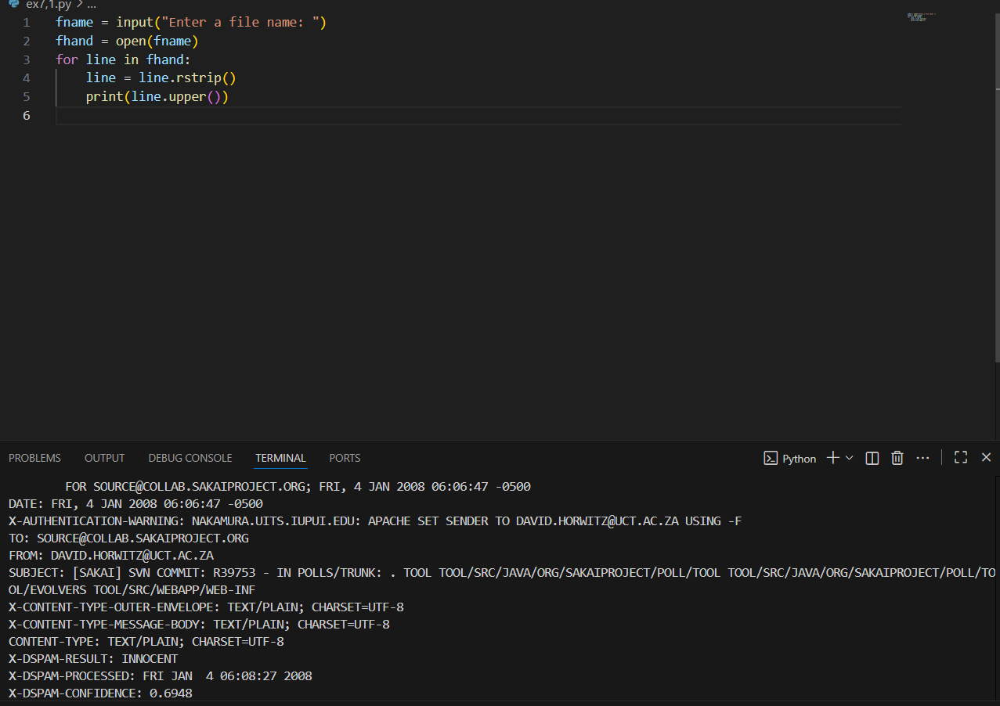 ex7,1.py > ...
1 fname = input("Enter a file name: ")
2 fhand = open(fname)
3 for line in fhand:
4     line = line.rstrip()
5     print(line.upper())
6
PROBLEMS OUTPUT DEBUG CONSOLE TERMINAL PORTS Python
        FOR SOURCE@COLLAB.SAKAIPROJECT.ORG; FRI, 4 JAN 2008 06:06:47 -0500
DATE: FRI, 4 JAN 2008 06:06:47 -0500
X-AUTHENTICATION-WARNING: NAKAMURA.UITS.IUPUI.EDU: APACHE SET SENDER TO DAVID.HORWITZ@UCT.AC.ZA USING -F
TO: SOURCE@COLLAB.SAKAIPROJECT.ORG
FROM: DAVID.HORWITZ@UCT.AC.ZA
SUBJECT: [SAKAI] SVN COMMIT: R39753 - IN POLLS/TRUNK: . TOOL TOOL/SRC/JAVA/ORG/SAKAIPROJECT/POLL/TOOL TOOL/SRC/JAVA/ORG/SAKAIPROJECT/POLL/TO
OL/EVOLVERS TOOL/SRC/WEBAPP/WEB-INF
X-CONTENT-TYPE-OUTER-ENVELOPE: TEXT/PLAIN; CHARSET=UTF-8
X-CONTENT-TYPE-MESSAGE-BODY: TEXT/PLAIN; CHARSET=UTF-8
CONTENT-TYPE: TEXT/PLAIN; CHARSET=UTF-8
X-DSPAM-RESULT: INNOCENT
X-DSPAM-PROCESSED: FRI JAN  4 06:08:27 2008
X-DSPAM-CONFIDENCE: 0.6948